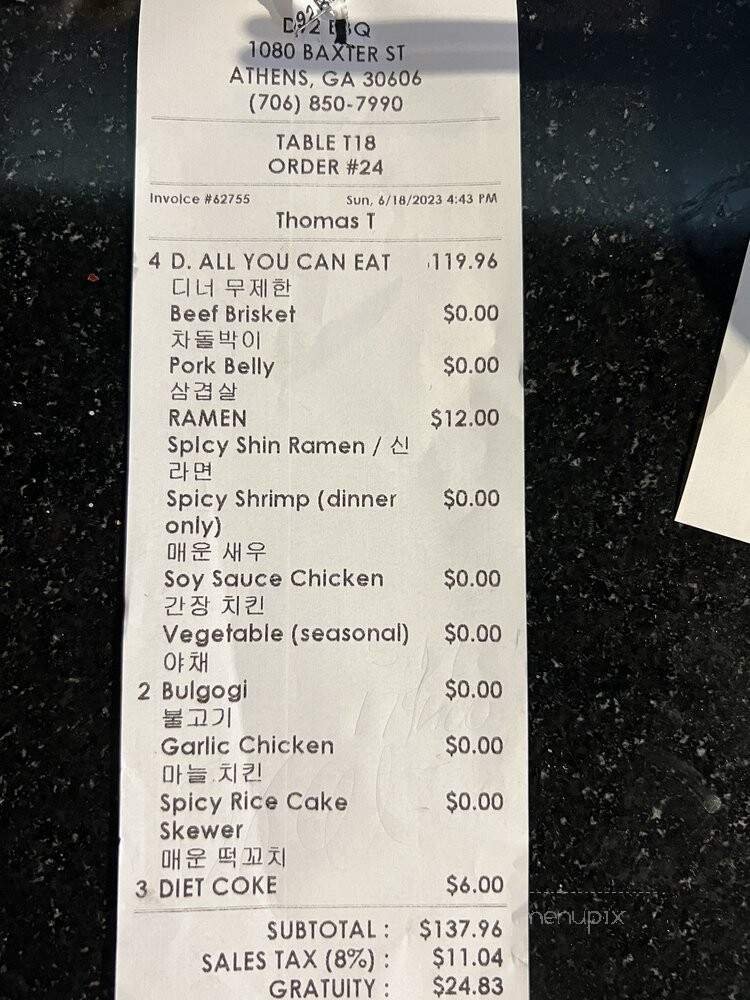 D92 BBQ
1080 BAXTER ST
ATHENS, GA 30606
(706) 850-7990
TABLE T18
ORDER #24
Invoice #62755 Sun, 6/18/2023 4:43 PM
Thomas T
4 D. ALL YOU CAN EAT 119.96
디너 무제한
Beef Brisket $0.00
차돌박이
Pork Belly $0.00
삼겹살
RAMEN $12.00
Spicy Shin Ramen / 신
라면
Spicy Shrimp (dinner $0.00
only)
매운 새우
Soy Sauce Chicken $0.00
간장 치킨
Vegetable (seasonal) $0.00
야채
2 Bulgogi $0.00
불고기
Garlic Chicken $0.00
마늘 치킨
Spicy Rice Cake $0.00
Skewer
매운 떡꼬치
3 DIET COKE $6.00
SUBTOTAL : $137.96
SALES TAX (8%) : $11.04
GRATUITY : $24.83
menupix